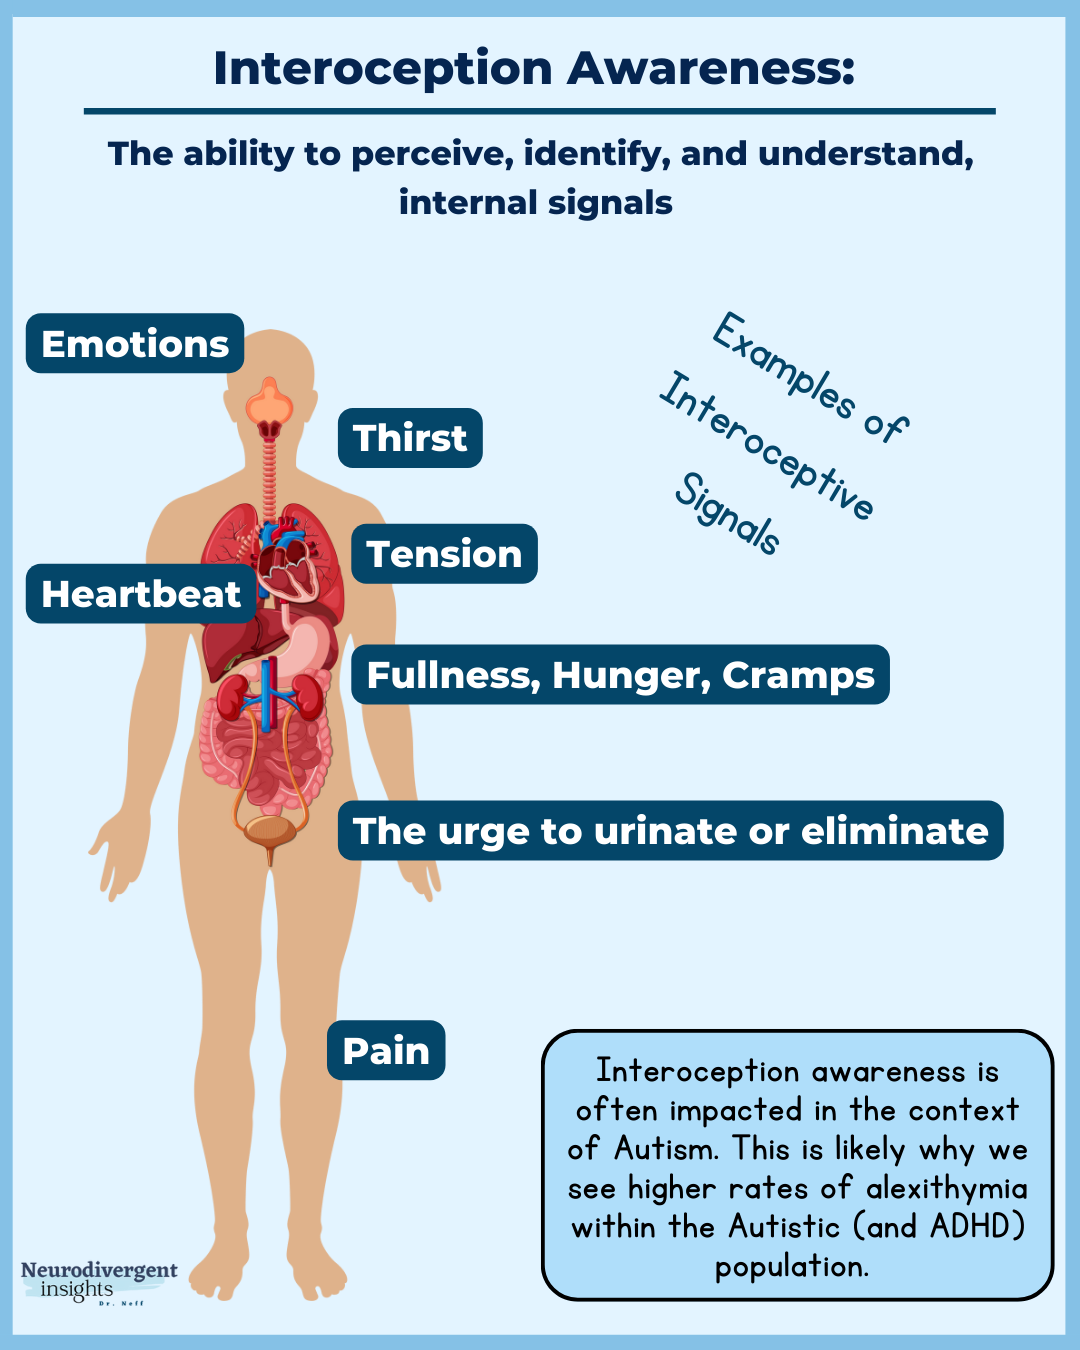 Interoception Awareness:
The ability to perceive, identify, and understand,
internal signals
Emotions
Thirst
Examples of
Interoceptive
Signals
Tension
Heartbeat
Fullness, Hunger, Cramps
The urge to urinate or eliminate
Pain
Interoception awareness is
often impacted in the context
of Autism. This is likely why we
see higher rates of alexithymia
within the Autistic (and ADHD)
population.
Neurodivergent
insights
Dr. Neff